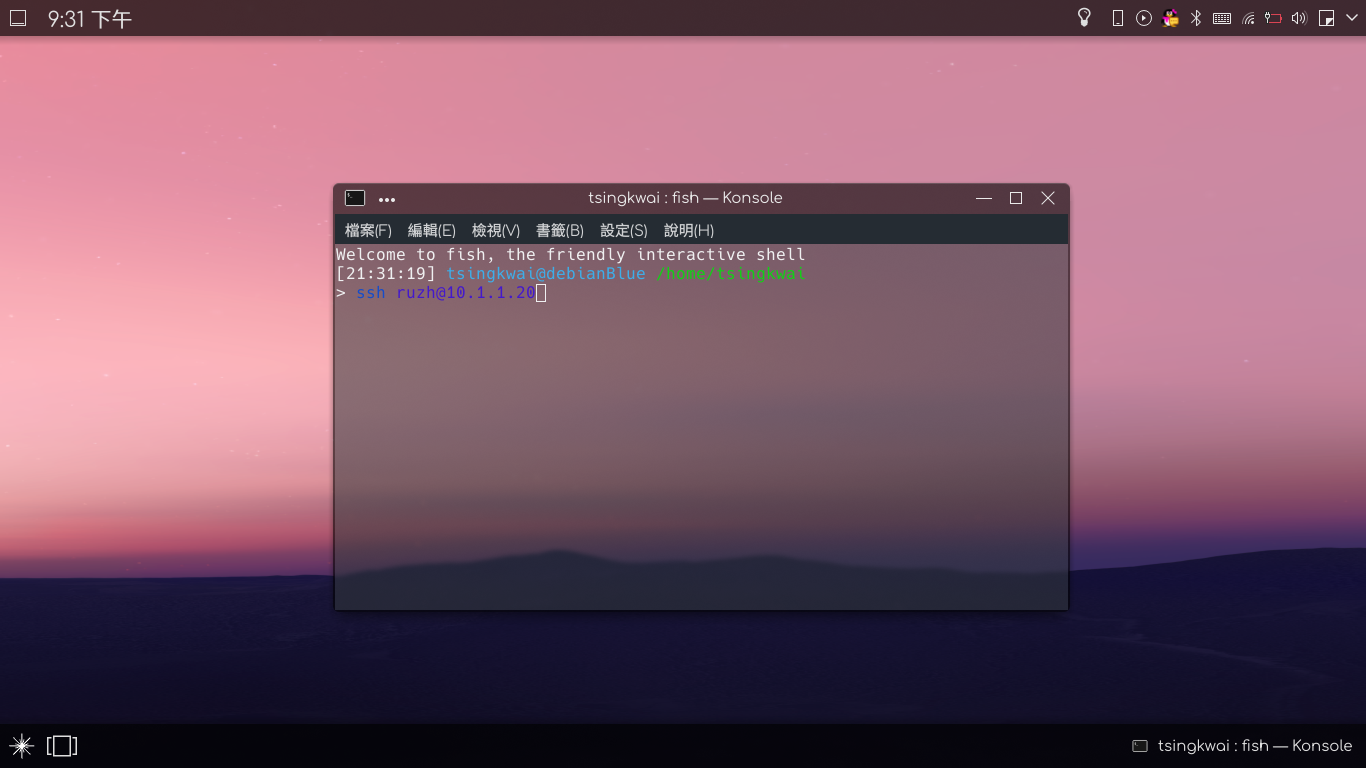 9:31 下午
tsingkwai : fish — Konsole
檔案(F) 編輯(E) 檢視(V) 書籤(B) 設定(S) 說明(H)
Welcome to fish, the friendly interactive shell
[21:31:19] tsingkwai@debianBlue /home/tsingkwai
> ssh ruzh@10.1.1.20
tsingkwai : fish — Konsole